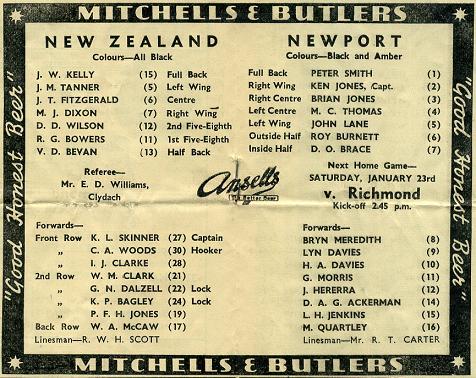 MITCHELLS & BUTLERS
"Good Honest Beer"
NEW ZEALAND
Colours—All Black
J. W. KELLY (15) Full Back
J. M. TANNER (5) Left Wing
J. T. FITZGERALD (6) Centre
M. J. DIXON (7) Right Wing
D. D. WILSON (12) 2nd Five-Eighth
R. G. BOWERS (11) 1st Five-Eighth
V. D. BEVAN (13) Half Back
Referee—
Mr. E. D. Williams,
Clydach
NEWPORT
Colours—Black and Amber
Full Back PETER SMITH (1)
Right Wing KEN JONES, Capt. (2)
Right Centre BRIAN JONES (3)
Left Centre M. C. THOMAS (4)
Left Wing JOHN LANE (5)
Outside Half ROY BURNETT (6)
Inside Half D. O. BRACE (7)
Next Home Game—
SATURDAY, JANUARY 23rd
v. Richmond
Kick-off 2.45 p.m.
Ansells
The Better Beer
Forwards—
Front Row K. L. SKINNER (27) Captain
„ C. A. WOODS (30) Hooker
„ I. J. CLARKE (28)
2nd Row W. M. CLARK (21)
„ G. N. DALZELL (22) Lock
„ K. P. BAGLEY (24) Lock
„ P. F. H. JONES (19)
Back Row W. A. McCAW (17)
Linesman—R. W. H. SCOTT
Forwards—
BRYN MEREDITH (8)
LYN DAVIES (9)
H. A. DAVIES (10)
G. MORRIS (11)
J. HERERRA (12)
D. A. G. ACKERMAN (14)
L. H. JENKINS (15)
M. QUARTLEY (16)
Linesman—Mr. R. T. CARTER
"Good Honest Beer"
MITCHELLS & BUTLERS